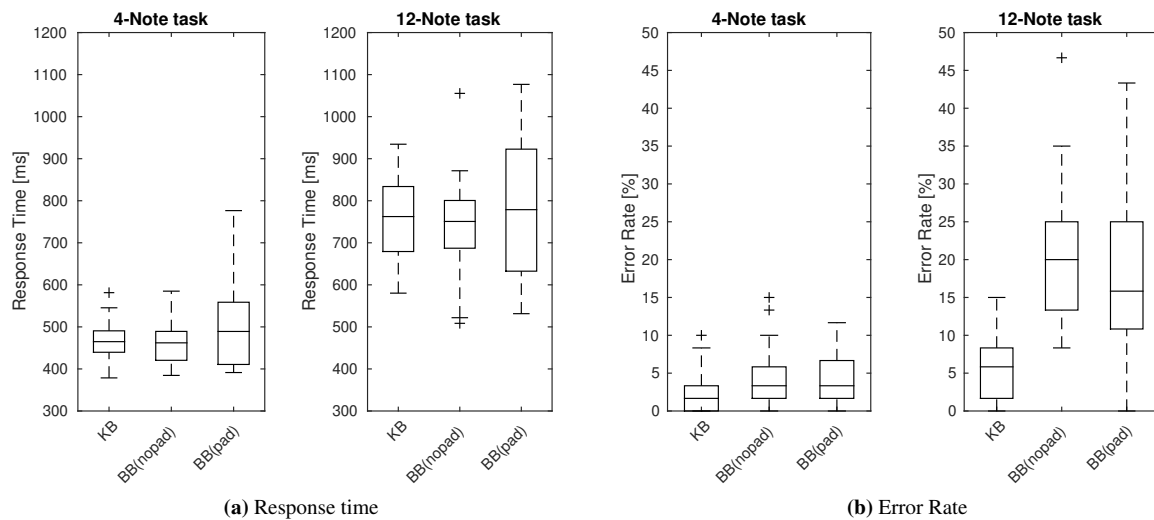 4-Note task
1200
1100
1000
900
800
700
600
500
400
300
Response Time [ms]
KB
BB(nopad)
BB(pad)
12-Note task
1200
1100
1000
900
800
700
600
500
400
300
Response Time [ms]
KB
BB(nopad)
BB(pad)
(a) Response time
4-Note task
50
45
40
35
30
25
20
15
10
5
0
Error Rate [%]
KB
BB(nopad)
BB(pad)
12-Note task
50
45
40
35
30
25
20
15
10
5
0
Error Rate [%]
KB
BB(nopad)
BB(pad)
(b) Error Rate